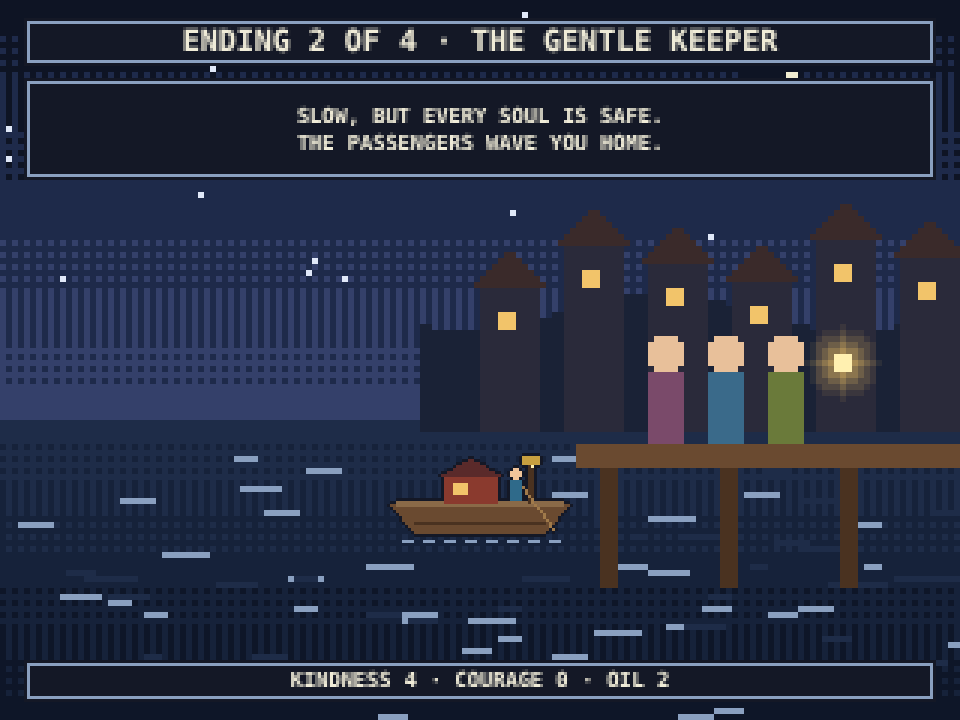 ENDING 2 OF 4 · THE GENTLE KEEPER
SLOW, BUT EVERY SOUL IS SAFE.
THE PASSENGERS WAVE YOU HOME.
KINDNESS 4 · COURAGE 0 · OIL 2